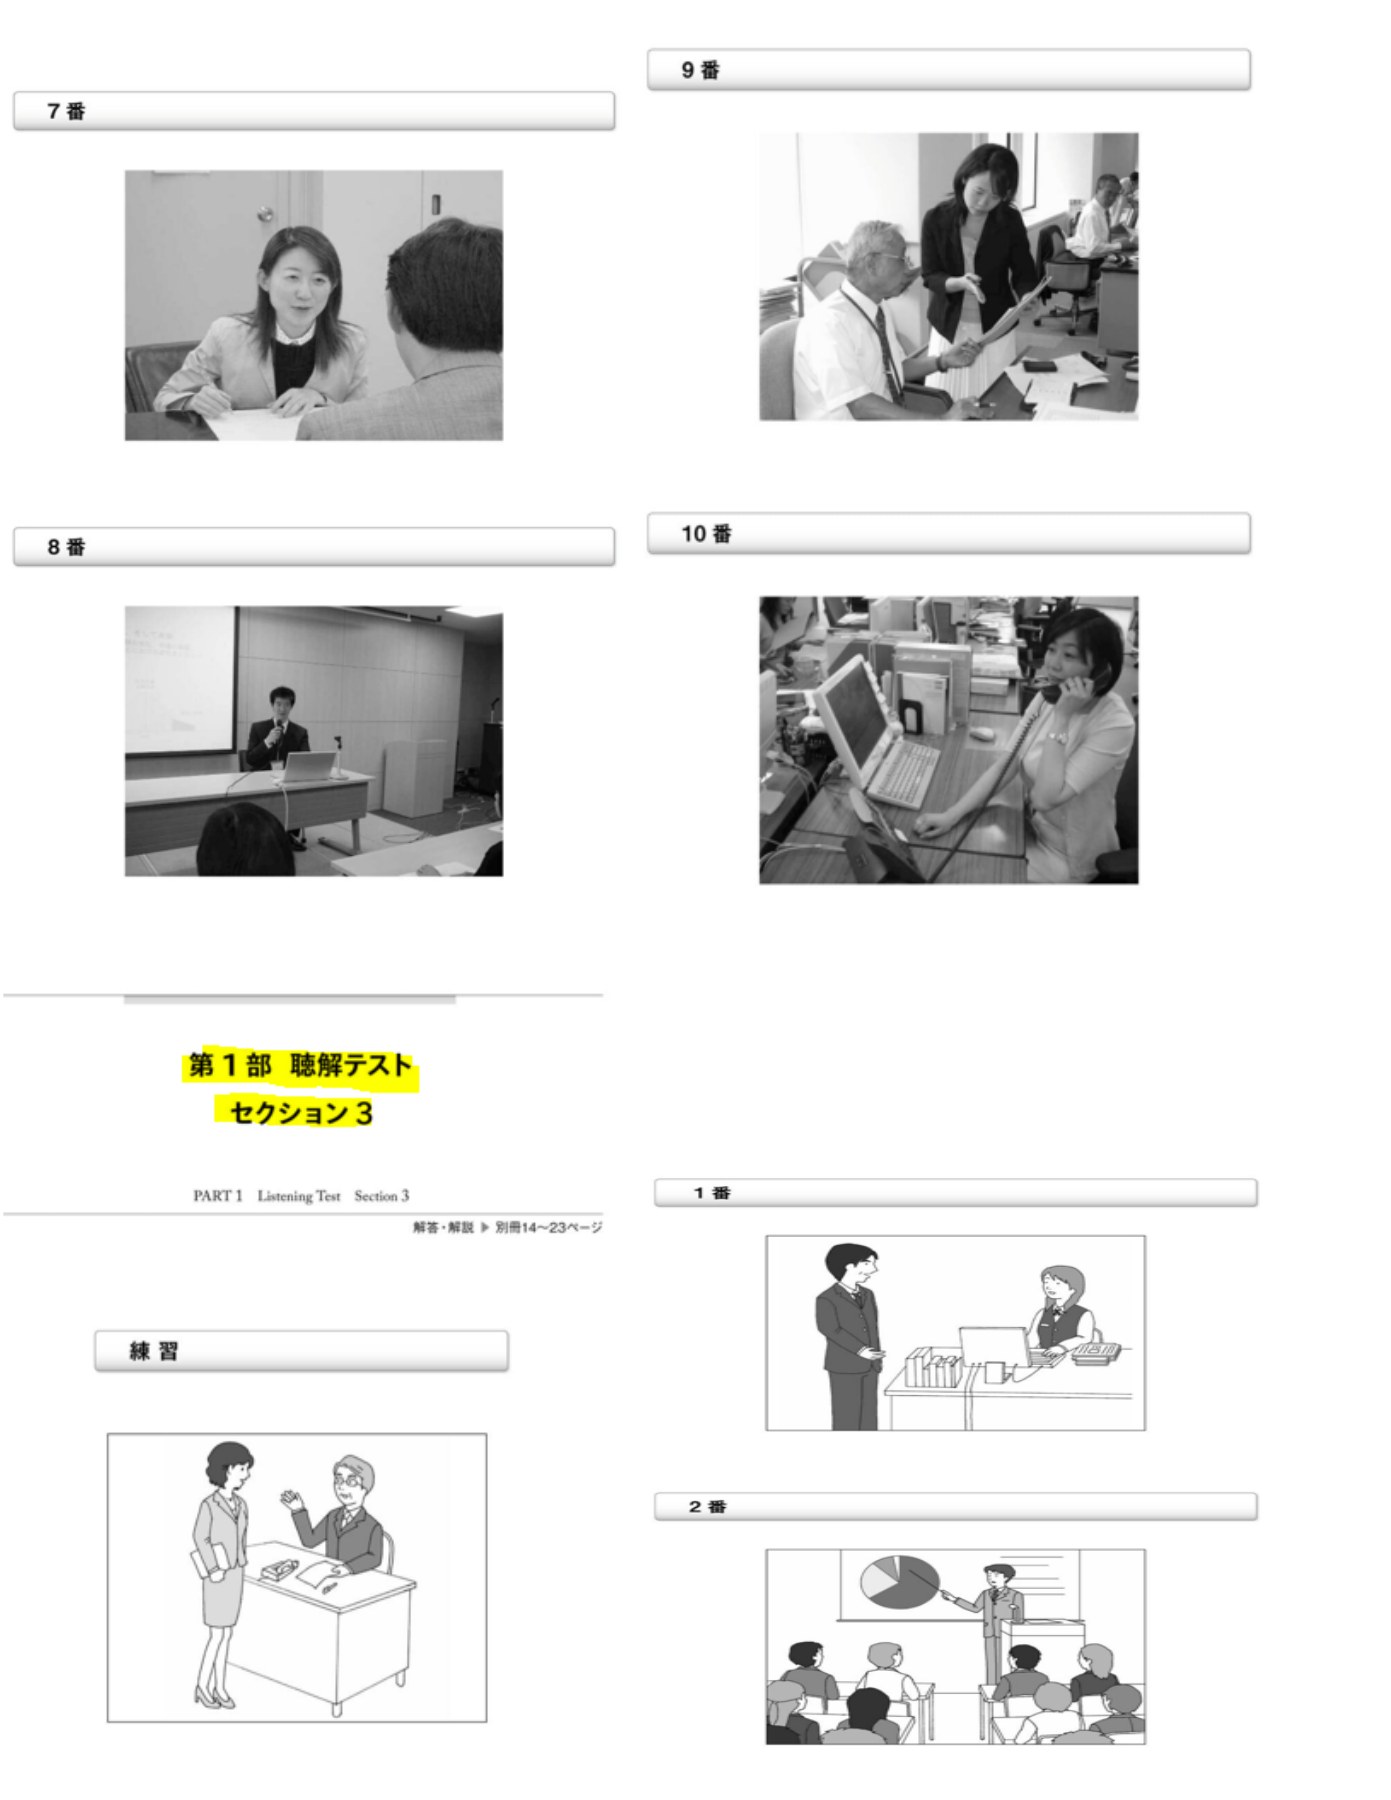 7 番
8 番
9 番
10 番
第 1 部 聴解テスト
セクション 3
PART 1 Listening Test Section 3
解答・解説 ▶ 別冊14〜23ページ
練 習
1 番
2 番